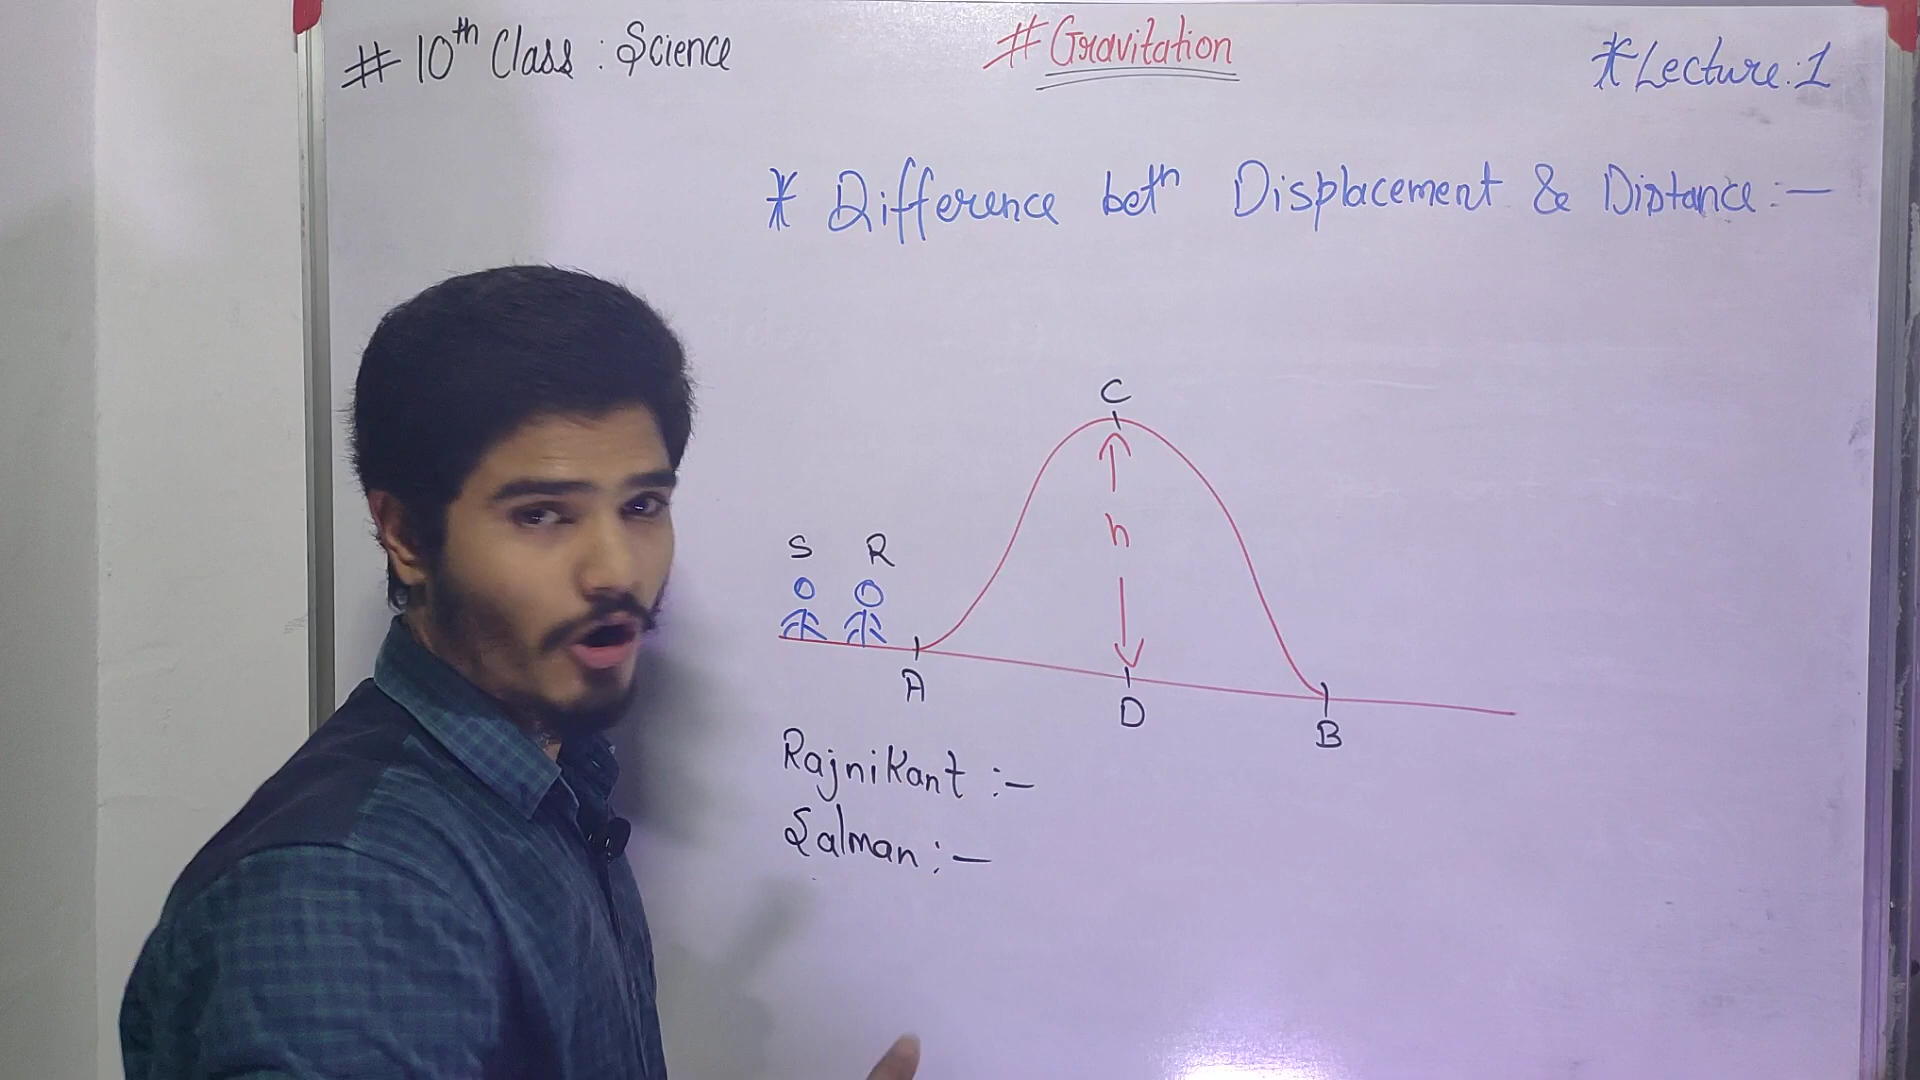 # 10th Class : Science
# Gravitation
* Lecture : 1
* Difference betn Displacement & Distance :-
C
h
S R
A
D
B
Rajnikant :-
Salman :-